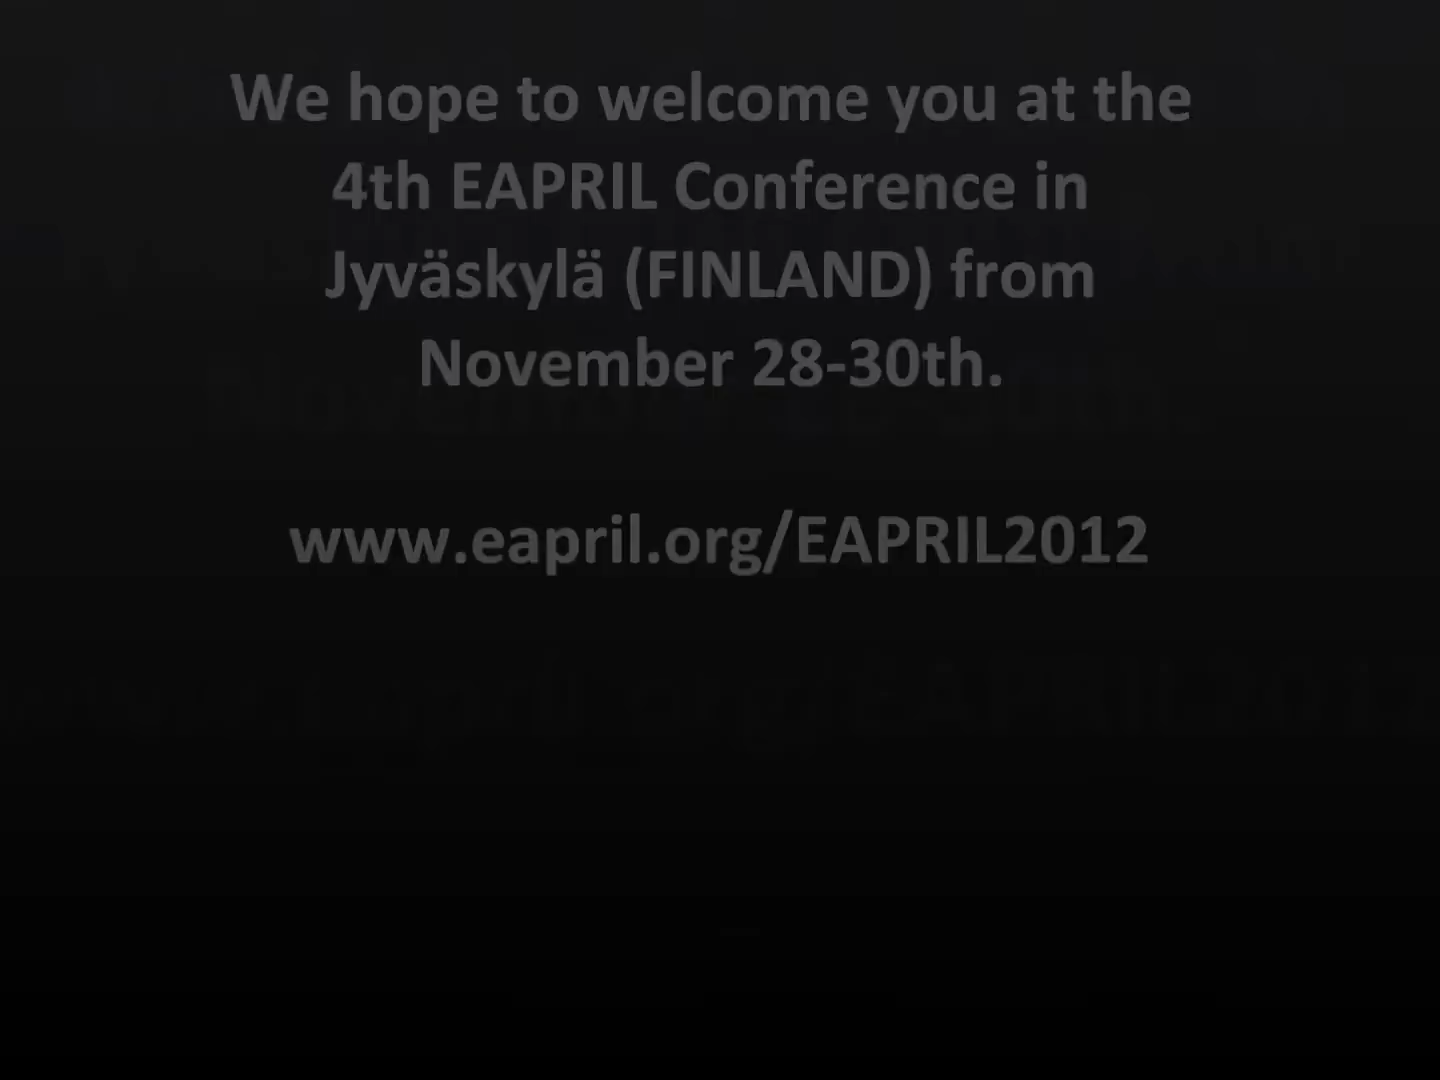 We hope to welcome you at the
4th EAPRIL Conference in
Jyväskylä (FINLAND) from
November 28-30th.
www.eapril.org/EAPRIL2012